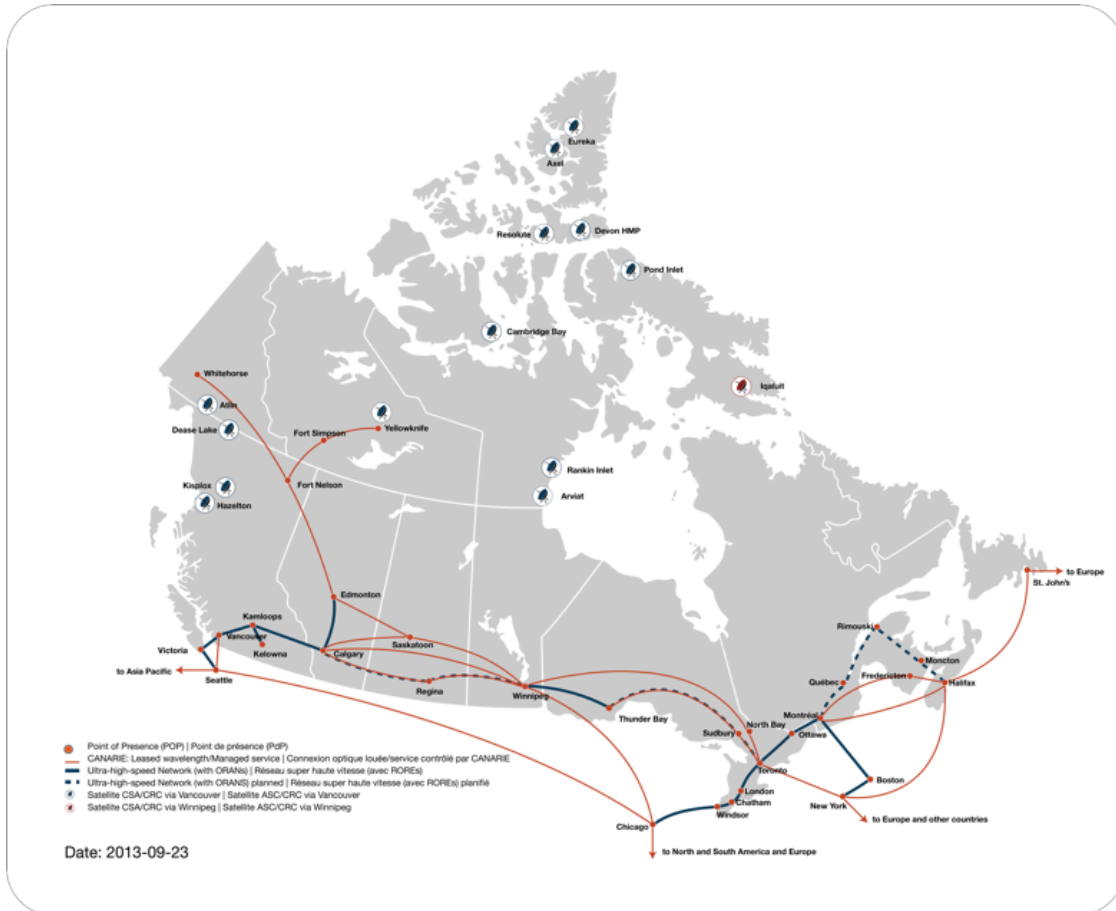 Eureka
Axel
Resolute
Devon HMP
Pond Inlet
Cambridge Bay
Whitehorse
Iqaluit
Atlin
Dease Lake
Fort Simpson
Yellowknife
Rankin Inlet
Kisplox
Fort Nelson
Arviat
Hazelton
to Europe
St. John's
Edmonton
Kamloops
Rimouski
Vancouver
Saskatoon
Victoria
Kelowna
Calgary
Moncton
to Asia Pacific
Seattle
Fredericton
Québec
Halifax
Regina
Winnipeg
Montréal
Thunder Bay
North Bay
Sudbury
Ottawa
Point of Presence (POP) | Point de présence (PdP)
CANARIE: Leased wavelength/Managed service | Connexion optique louée/service contrôlé par CANARIE
Ultra-high-speed Network (with ORANs) | Réseau super haute vitesse (avec ROREs)
Ultra-high-speed Network (with ORANS) planned | Réseau super haute vitesse (avec ROREs) planifié
Satellite CSA/CRC via Vancouver | Satellite ASC/CRC via Vancouver
Satellite CSA/CRC via Winnipeg | Satellite ASC/CRC via Winnipeg
Toronto
Boston
London
Chatham
New York
Windsor
to Europe and other countries
Chicago
to North and South America and Europe
Date: 2013-09-23